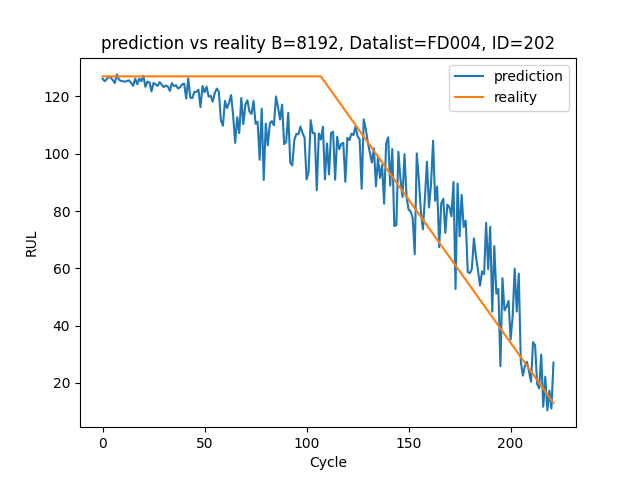 prediction vs reality B=8192, Datalist=FD004, ID=202
prediction
reality
RUL
120
100
80
60
40
20
0
50
100
150
200
Cycle